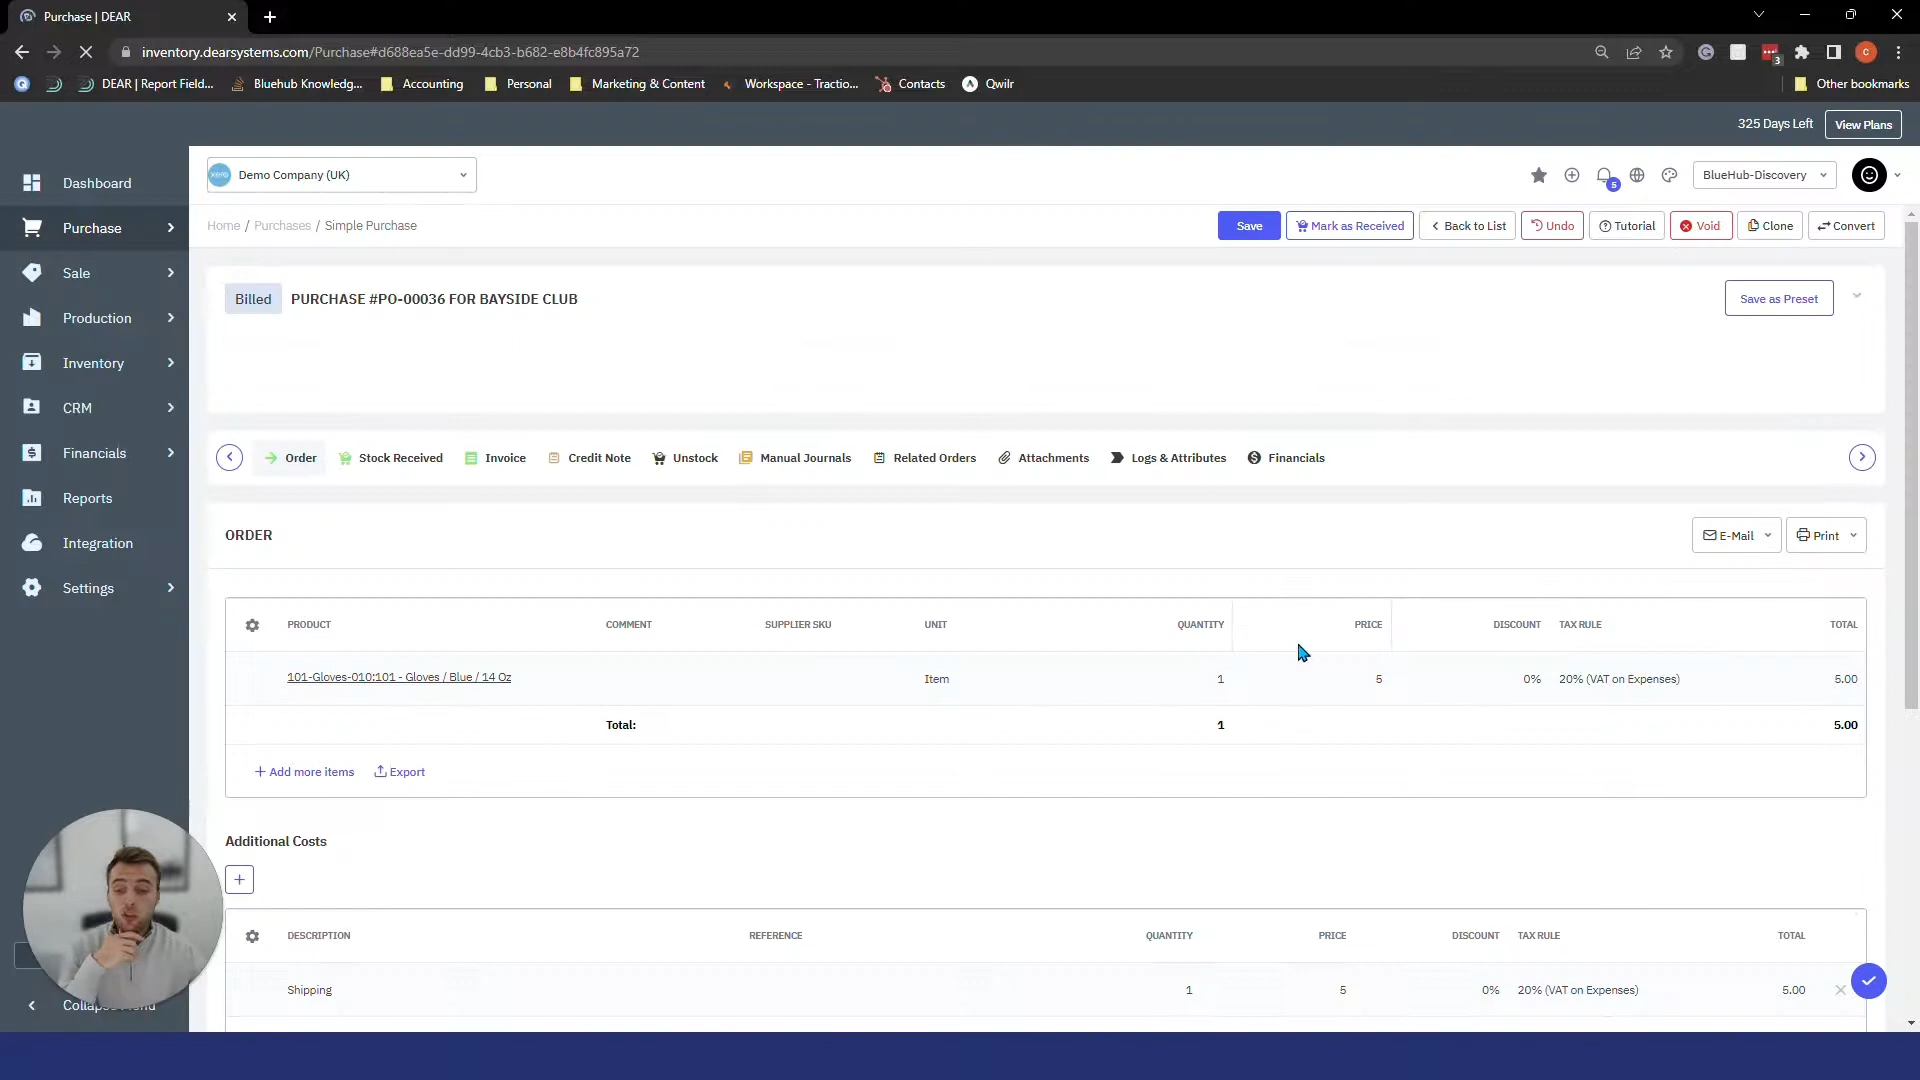 Purchase | DEAR
inventory.dearsystems.com/Purchase#d688ea5e-dd99-4cb3-b682-e8b4fc895a72
3
C
DEAR | Report Field...
Bluehub Knowledg...
Accounting
Personal
Marketing & Content
Workspace - Tractio...
Contacts
Qwilr
Other bookmarks
325 Days Left
View Plans
Dashboard
Purchase
Sale
Production
Inventory
CRM
Financials
Reports
Integration
Settings
xero
Demo Company (UK)
5
BlueHub-Discovery
Home / Purchases / Simple Purchase
Save
Mark as Received
Back to List
Undo
Tutorial
Void
Clone
Convert
Billed
PURCHASE #PO-00036 FOR BAYSIDE CLUB
Save as Preset
Order
Stock Received
Invoice
Credit Note
Unstock
Manual Journals
Related Orders
Attachments
Logs & Attributes
Financials
ORDER
E-Mail
Print
PRODUCT COMMENT SUPPLIER SKU UNIT QUANTITY PRICE DISCOUNT TAX RULE TOTAL
101-Gloves-010:101 - Gloves / Blue / 14 Oz Item 1 5 0% 20% (VAT on Expenses) 5.00
Total: 1 5.00
+ Add more items
Export
Additional Costs
+
DESCRIPTION REFERENCE QUANTITY PRICE DISCOUNT TAX RULE TOTAL
Shipping 1 5 0% 20% (VAT on Expenses) 5.00